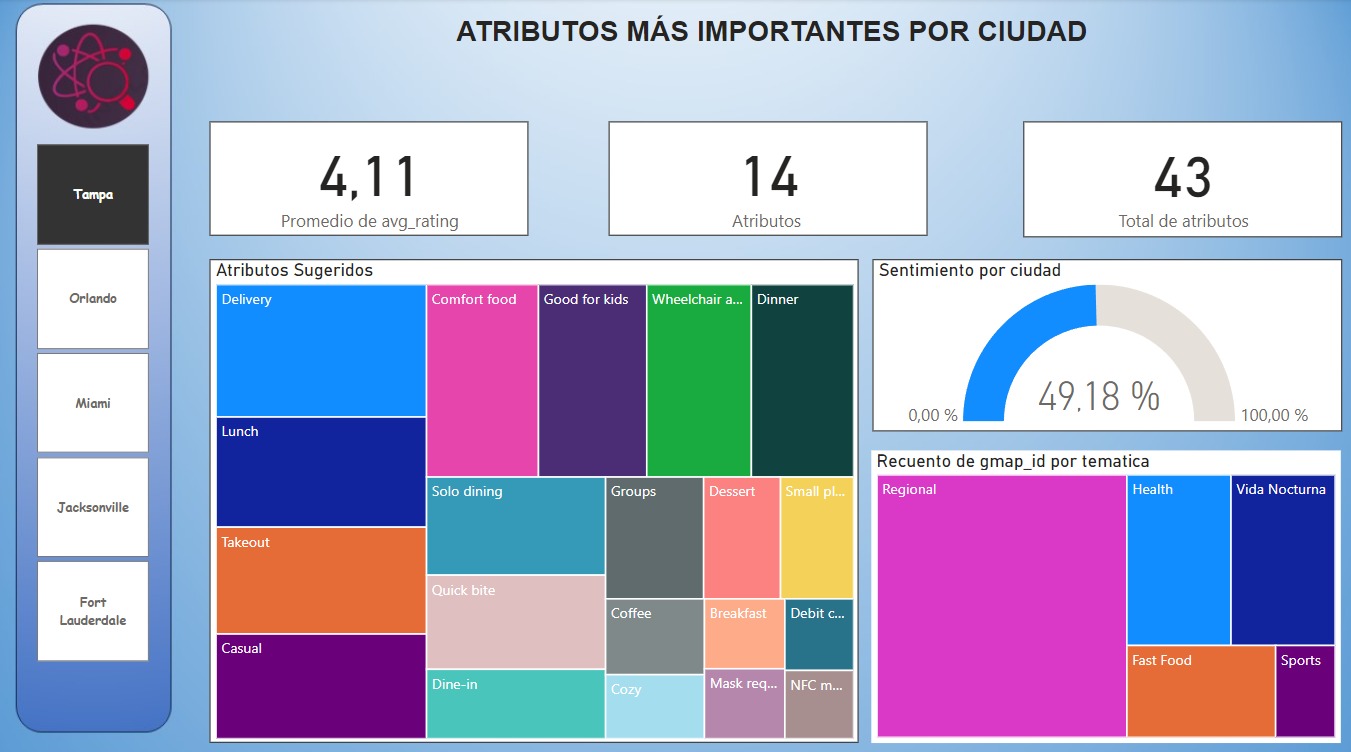 ATRIBUTOS MÁS IMPORTANTES POR CIUDAD
Tampa
Orlando
Miami
Jacksonville
Fort
Lauderdale
4,11
Promedio de avg_rating
14
Atributos
43
Total de atributos
Atributos Sugeridos
Delivery
Lunch
Takeout
Casual
Comfort food
Good for kids
Wheelchair a...
Dinner
Solo dining
Quick bite
Dine-in
Groups
Coffee
Cozy
Dessert
Small pl...
Breakfast
Debit c...
Mask req...
NFC m...
Sentimiento por ciudad
49,18 %
0,00 %
100,00 %
Recuento de gmap_id por tematica
Regional
Health
Vida Nocturna
Fast Food
Sports